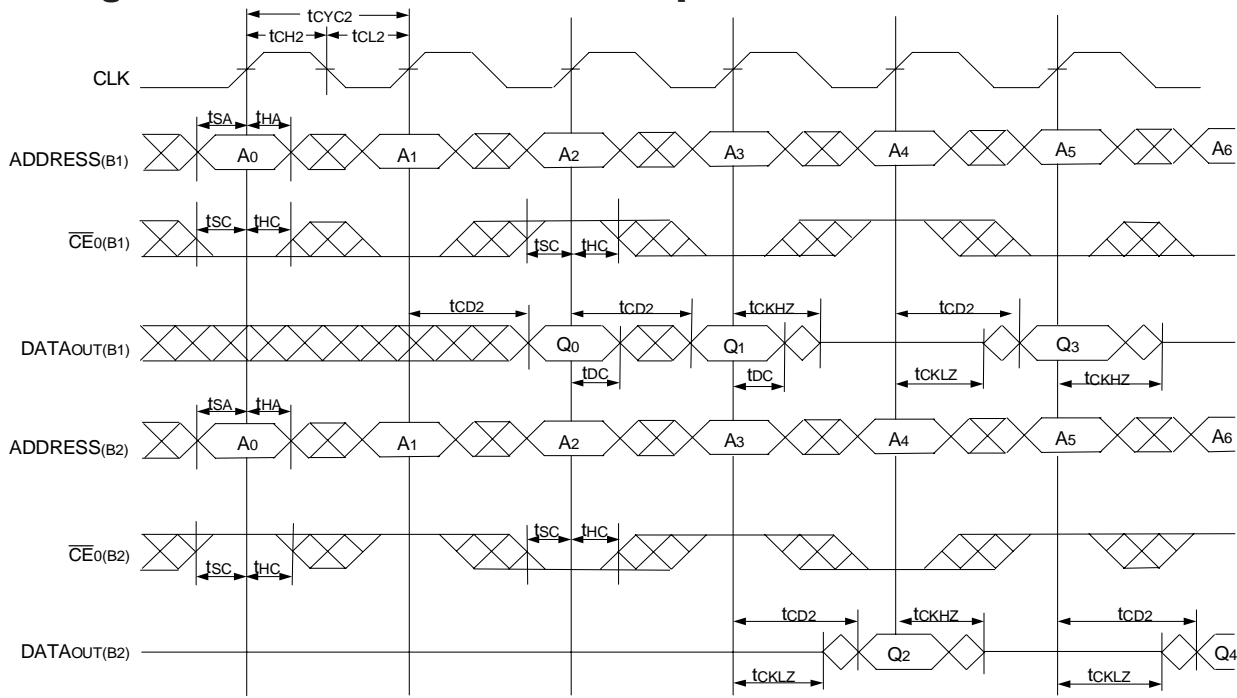 tCYC2
tCH2 tCL2
CLK
tSA tHA
ADDRESS(B1) A0 A1 A2 A3 A4 A5 A6
tSC tHC
CE0(B1)
tSC tHC
tCD2 tCD2 tCKHZ tCD2
DATAOUT(B1) Q0 Q1 Q3
tDC tDC tCKLZ tCKHZ
tSA tHA
ADDRESS(B2) A0 A1 A2 A3 A4 A5 A6
tSC tHC
CE0(B2)
tSC tHC
tCD2 tCKHZ tCD2
DATAOUT(B2) Q2 Q4
tCKLZ tCKLZ